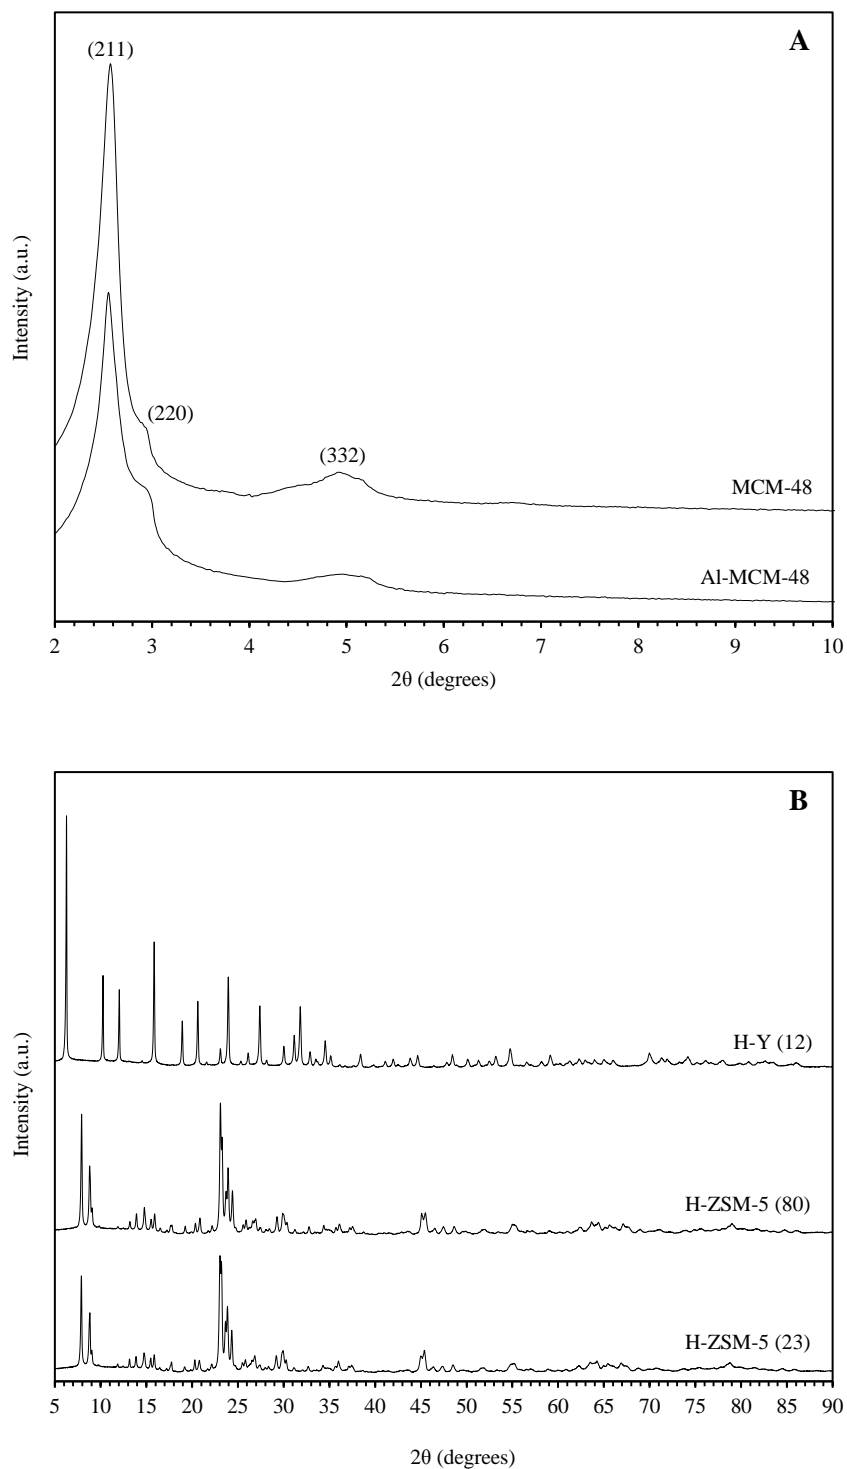 A
(211)
(220)
(332)
MCM-48
Al-MCM-48
Intensity (a.u.)
2 3 4 5 6 7 8 9 10
2θ (degrees)
B
H-Y (12)
H-ZSM-5 (80)
H-ZSM-5 (23)
Intensity (a.u.)
5 10 15 20 25 30 35 40 45 50 55 60 65 70 75 80 85 90
2θ (degrees)